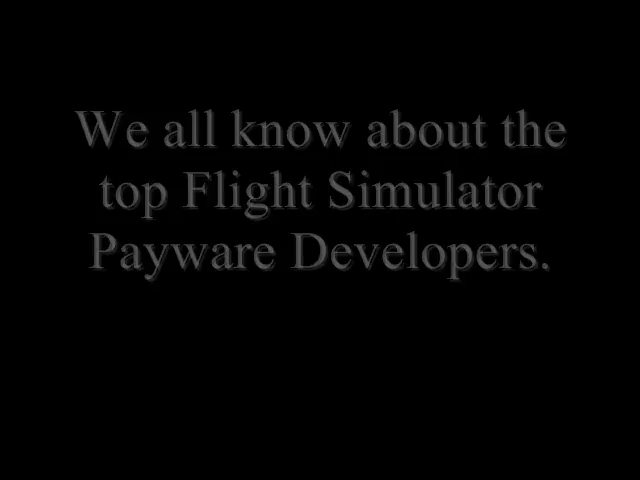 We all know about the
top Flight Simulator
Payware Developers.